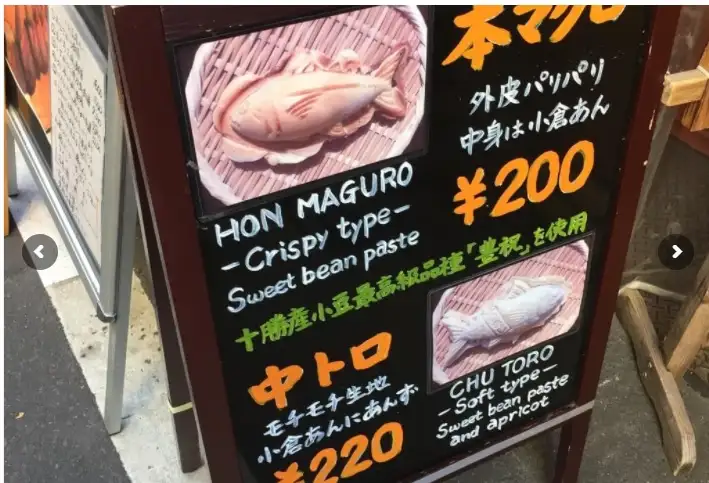 本マグロ
外皮パリパリ
中身は小倉あん
¥200
HON MAGURO
-Crispy type-
Sweet bean paste
十勝産小豆最高級品種「豊祝」を使用
中トロ
モチモチ生地
小倉あんにあんず
¥220
CHU TORO
-Soft type-
Sweet bean paste
and apricot